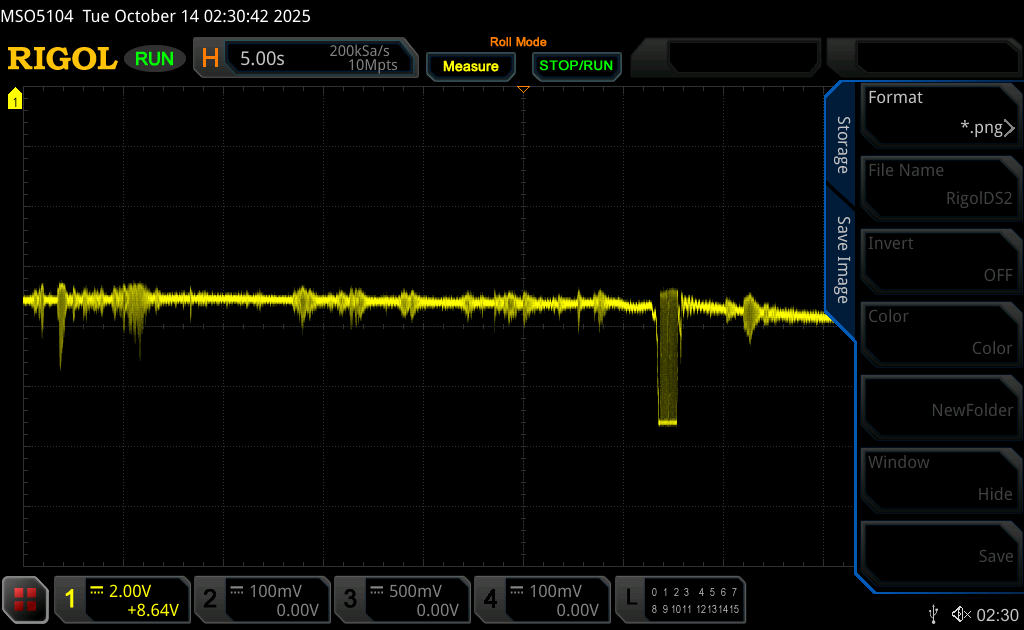 MSO5104 Tue October 14 02:30:42 2025
RIGOL RUN H 5.00s 200kSa/s 10Mpts
Roll Mode
Measure STOP/RUN
1
Storage
Save Image
Format
*.png
File Name
RigolDS2
Invert
OFF
Color
Color
NewFolder
Window
Hide
Save
1 2.00V
+8.64V
2 100mV
0.00V
3 500mV
0.00V
4 100mV
0.00V
L 0 1 2 3 4 5 6 7
8 9 10 11 12 13 14 15
02:30